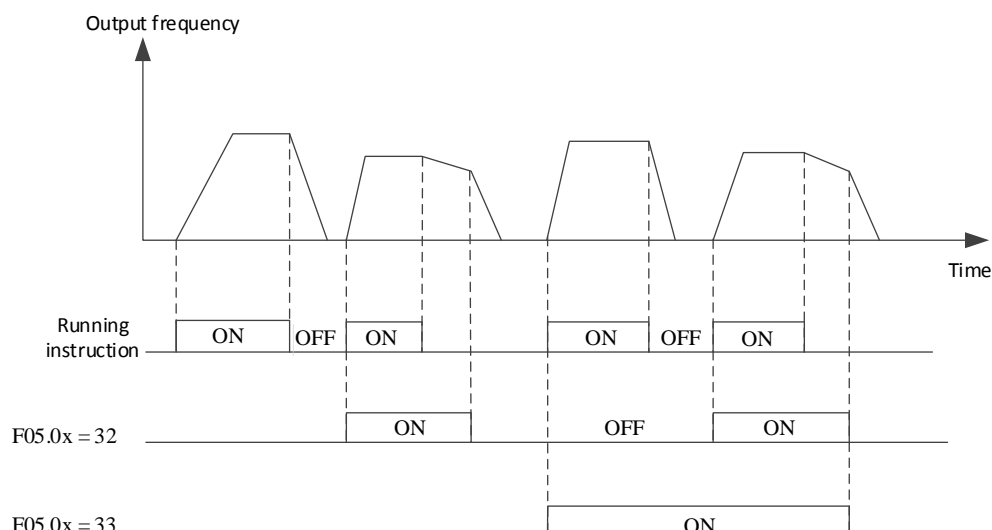 Output frequency
Time
Running
instruction
ON
OFF
ON
ON
OFF
ON
F05.0x = 32
ON
OFF
ON
F05.0x = 33
ON